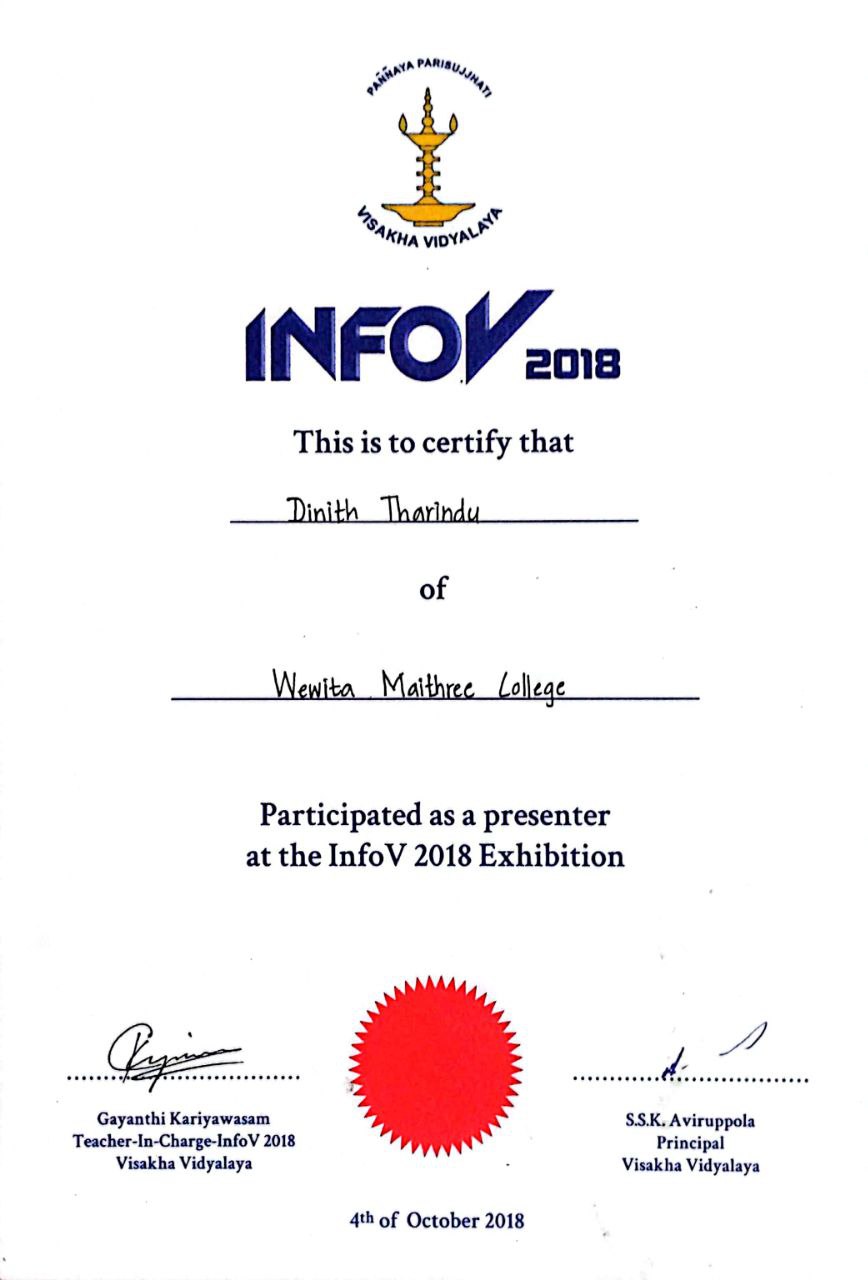 PAÑÑAYA PARISUJJHATI
VISAKHA VIDYALAYA
INFOV 2018
This is to certify that
Dinith Tharindu
of
Wewita Maithree College
Participated as a presenter
at the InfoV 2018 Exhibition
Gayanthi Kariyawasam
Teacher-In-Charge-InfoV 2018
Visakha Vidyalaya
S.S.K. Aviruppola
Principal
Visakha Vidyalaya
4th of October 2018